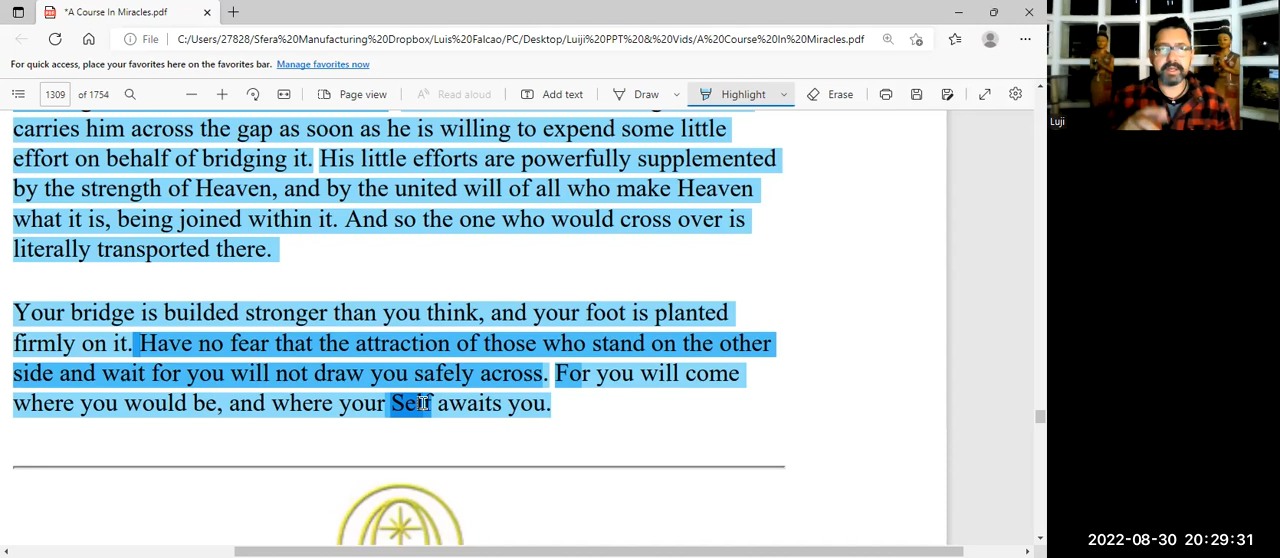 *A Course In Miracles.pdf
File
C:/Users/27828/Sfera%20Manufacturing%20Dropbox/Luis%20Falcao/PC/Desktop/Luiji%20PPT%20&%20Vids/A%20Course%20In%20Miracles.pdf
For quick access, place your favorites here on the favorites bar. Manage favorites now
1309 of 1754
Page view
Read aloud
Add text
Draw
Highlight
Erase
Luji
carries him across the gap as soon as he is willing to expend some little
effort on behalf of bridging it. His little efforts are powerfully supplemented
by the strength of Heaven, and by the united will of all who make Heaven
what it is, being joined within it. And so the one who would cross over is
literally transported there.
Your bridge is builded stronger than you think, and your foot is planted
firmly on it. Have no fear that the attraction of those who stand on the other
side and wait for you will not draw you safely across. For you will come
where you would be, and where your Self awaits you.
2022-08-30 20:29:31